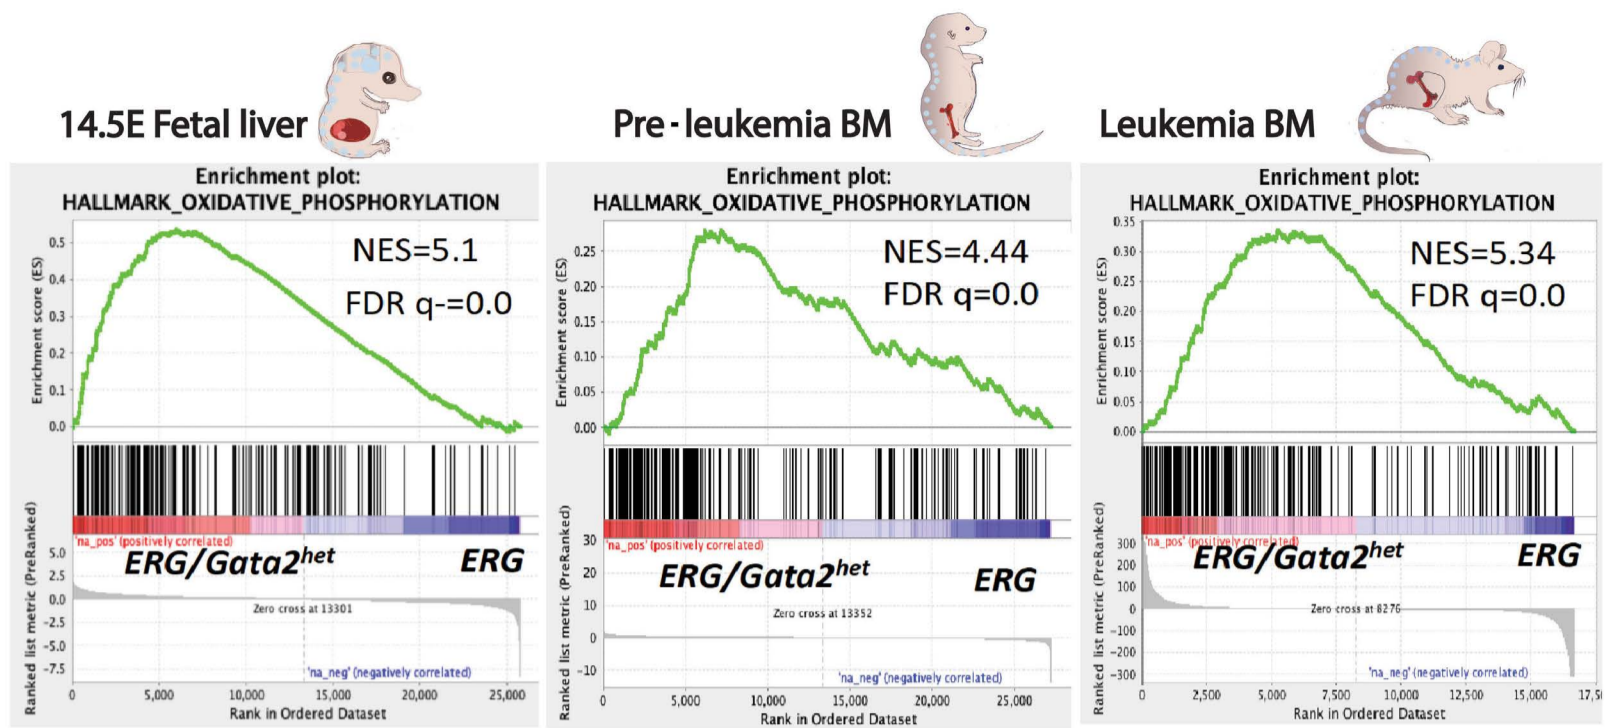 14.5E Fetal liver
Pre-leukemia BM
Leukemia BM
Enrichment plot:
HALLMARK_OXIDATIVE_PHOSPHORYLATION
NES=5.1
FDR q-=0.0
Enrichment score (ES)
0.5
0.4
0.3
0.2
0.1
0.0
'na_pos' (positively correlated)
ERG/Gata2het
ERG
Ranked list metric (PreRanked)
5.0
2.5
0.0
-2.5
-5.0
-7.5
Zero cross at 13301
'na_neg' (negatively correlated)
0 5,000 10,000 15,000 20,000 25,000
Rank in Ordered Dataset
Enrichment plot:
HALLMARK_OXIDATIVE_PHOSPHORYLATION
NES=4.44
FDR q=0.0
Enrichment score (ES)
0.25
0.20
0.15
0.10
0.05
0.00
'na_pos' (positively correlated)
ERG/Gata2het
ERG
Ranked list metric (PreRanked)
30
20
10
0
-10
Zero cross at 13352
'na_neg' (negatively correlated)
0 5,000 10,000 15,000 20,000 25,000
Rank in Ordered Dataset
Enrichment plot:
HALLMARK_OXIDATIVE_PHOSPHORYLATION
NES=5.34
FDR q=0.0
Enrichment score (ES)
0.35
0.30
0.25
0.20
0.15
0.10
0.05
0.00
'na_pos' (positively correlated)
ERG/Gata2het
ERG
Ranked list metric (PreRanked)
300
200
100
0
-100
-200
-300
Zero cross at 8276
'na_neg' (negatively correlated)
0 2,500 5,000 7,500 10,000 12,500 15,000 17,5
Rank in Ordered Dataset